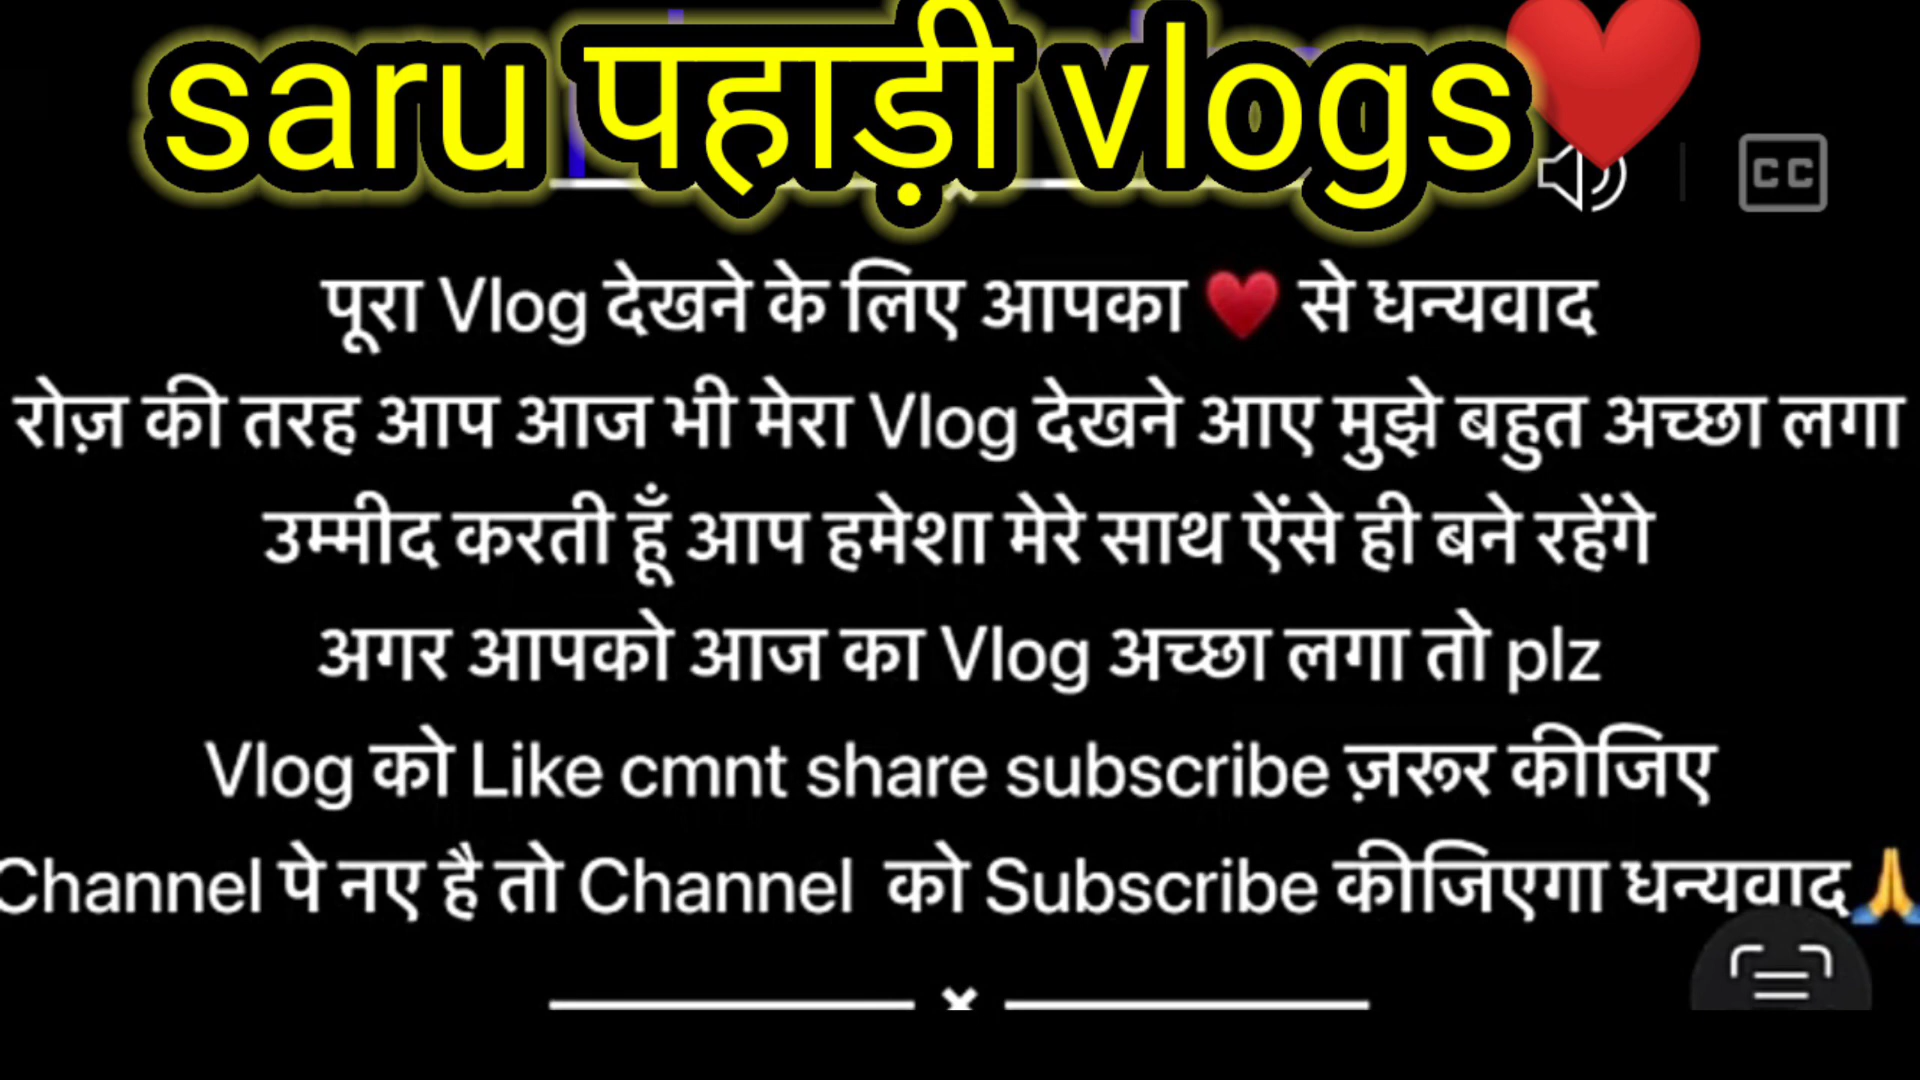 saru पहाड़ी vlogs❤️
CC
पूरा Vlog देखने के लिए आपका ♥️ से धन्यवाद
रोज़ की तरह आप आज भी मेरा Vlog देखने आए मुझे बहुत अच्छा लगा
उम्मीद करती हूँ आप हमेशा मेरे साथ ऐंसे ही बने रहेंगे
अगर आपको आज का Vlog अच्छा लगा तो plz
Vlog को Like cmnt share subscribe ज़रूर कीजिए
Channel पे नए है तो Channel को Subscribe कीजिएगा धन्यवाद🙏